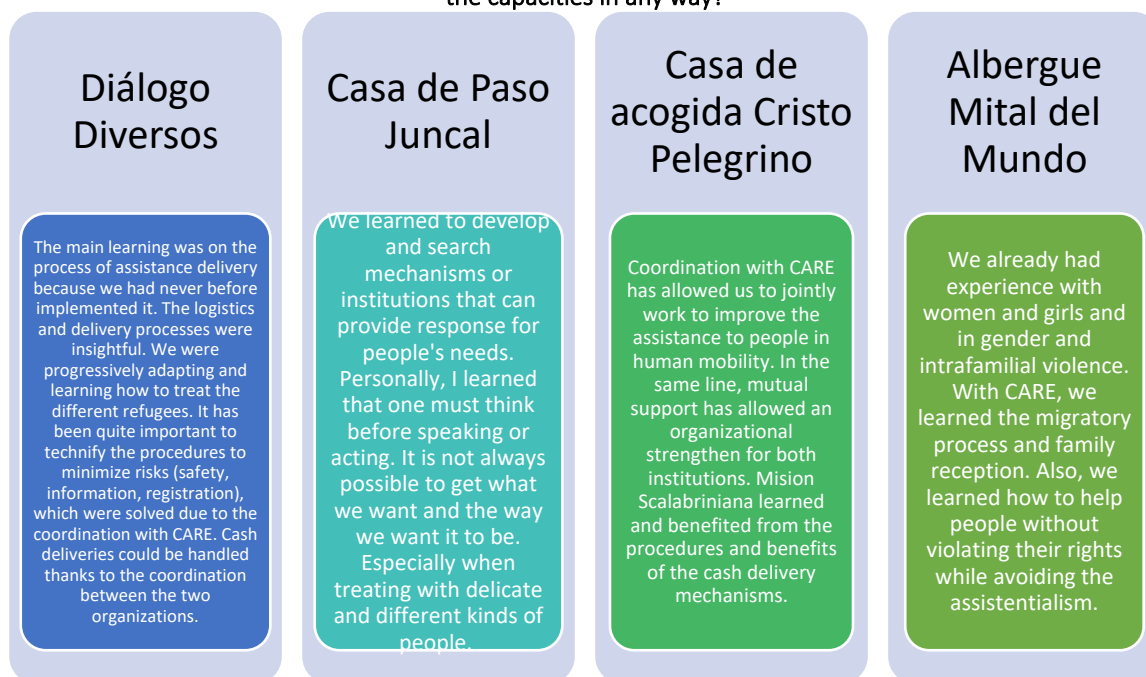 the capacities in any way?
Diálogo
Diversos
The main learning was on the
process of assistance delivery
because we had never before
implemented it. The logistics
and delivery processes were
insightful. We were
progressively adapting and
learning how to treat the
different refugees. It has
been quite important to
technify the procedures to
minimize risks (safety,
information, registration),
which were solved due to the
coordination with CARE. Cash
deliveries could be handled
thanks to the coordination
between the two
organizations.
Casa de Paso
Juncal
We learned to develop
and search
mechanisms or
institutions that can
provide response for
people's needs.
Personally, I learned
that one must think
before speaking or
acting. It is not always
possible to get what
we want and the way
we want it to be.
Especially when
treating with delicate
and different kinds of
people.
Casa de
acogida Cristo
Pelegrino
Coordination with CARE
has allowed us to jointly
work to improve the
assistance to people in
human mobility. In the
same line, mutual
support has allowed an
organizational
strengthen for both
institutions. Mision
Scalabriniana learned
and benefited from the
procedures and benefits
of the cash delivery
mechanisms.
Albergue
Mital del
Mundo
We already had
experience with
women and girls and
in gender and
intrafamilial violence.
With CARE, we
learned the migratory
process and family
reception. Also, we
learned how to help
people without
violating their rights
while avoiding the
assistentialism.